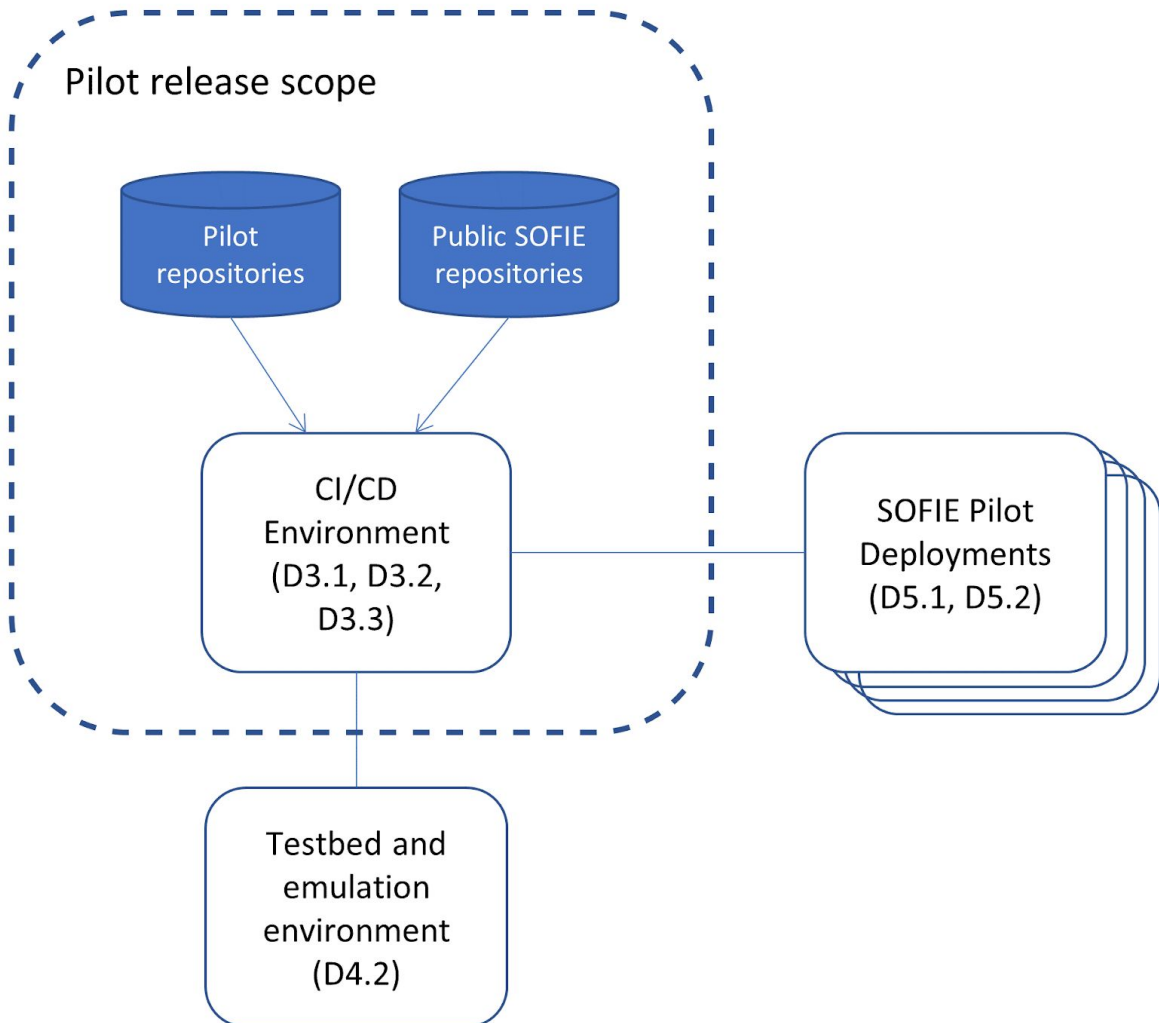 Pilot release scope
Pilot
repositories
Public SOFIE
repositories
CI/CD
Environment
(D3.1, D3.2,
D3.3)
SOFIE Pilot
Deployments
(D5.1, D5.2)
Testbed and
emulation
environment
(D4.2)